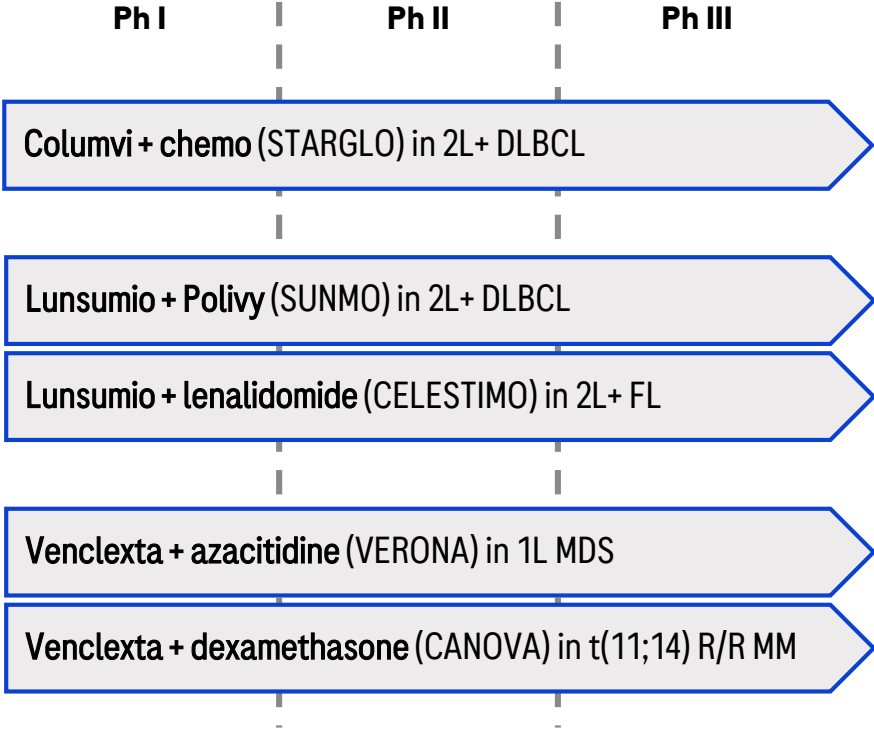 Ph I Ph II Ph III
Columvi + chemo (STARGLO) in 2L+ DLBCL
Lunsumio + Polivy (SUNMO) in 2L+ DLBCL
Lunsumio + lenalidomide (CELESTIMO) in 2L+ FL
Venclexta + azacitidine (VERONA) in 1L MDS
Venclexta + dexamethasone (CANOVA) in t(11;14) R/R MM